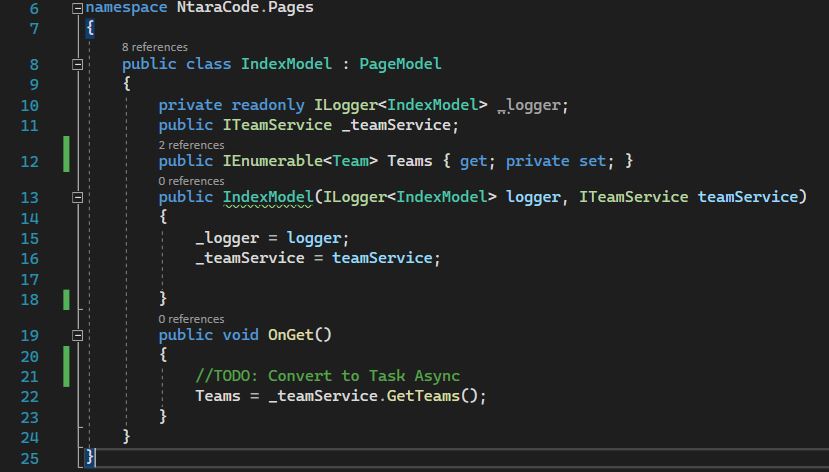 6 namespace NtaraCode.Pages
7 {
8 references
8 public class IndexModel : PageModel
9 {
10 private readonly ILogger<IndexModel> _logger;
11 public ITeamService _teamService;
2 references
12 public IEnumerable<Team> Teams { get; private set; }
0 references
13 public IndexModel(ILogger<IndexModel> logger, ITeamService teamService)
14 {
15 _logger = logger;
16 _teamService = teamService;
17
18 }
0 references
19 public void OnGet()
20 {
21 //TODO: Convert to Task Async
22 Teams = _teamService.GetTeams();
23 }
24 }
25 }